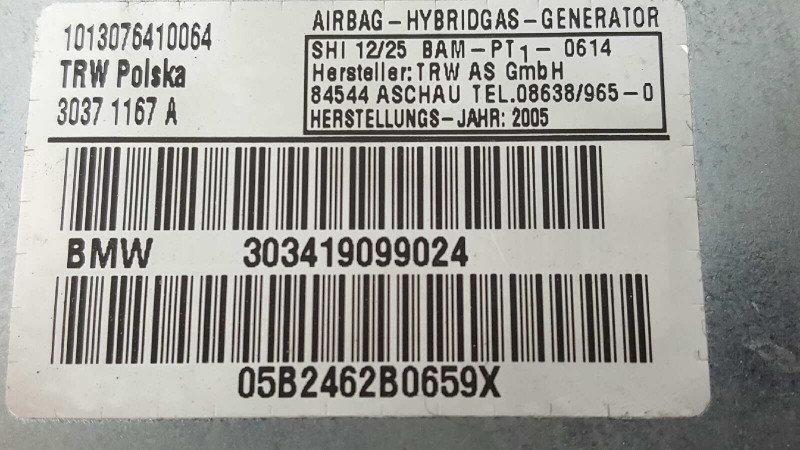 1013076410064
TRW Polska
3037 1167 A
AIRBAG-HYBRIDGAS-GENERATOR
SHI 12/25 BAM-PT1-0614
Hersteller:TRW AS GmbH
84544 ASCHAU TEL.08638/965-0
HERSTELLUNGS-JAHR: 2005
BMW 303419099024
05B2462B0659X